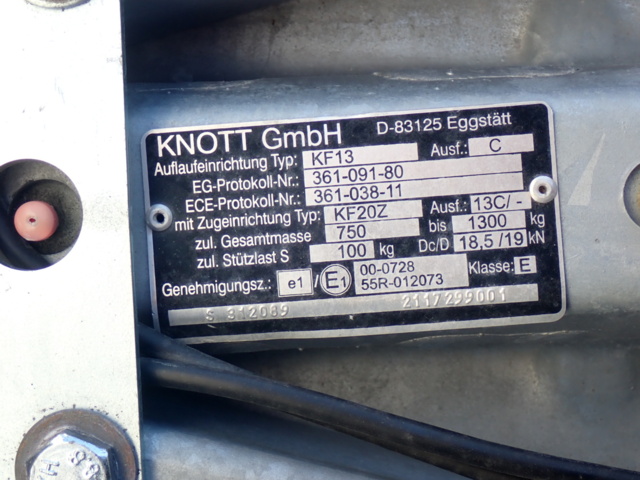 KNOTT GmbH D-83125 Eggstätt
Auflaufeinrichtung Typ: KF13 Ausf.: C
EG-Protokoll-Nr.: 361-091-80
ECE-Protokoll-Nr.: 361-038-11
mit Zugeinrichtung Typ: KF20Z Ausf.: 13C/ -
zul. Gesamtmasse 750 bis 1300 kg
zul. Stützlast S 100 kg Dc/D 18,5 /19 kN
Genehmigungsz.: e1 / E1 00-0728 Klasse: E
55R-012073
S 312089 2117299001
8.8